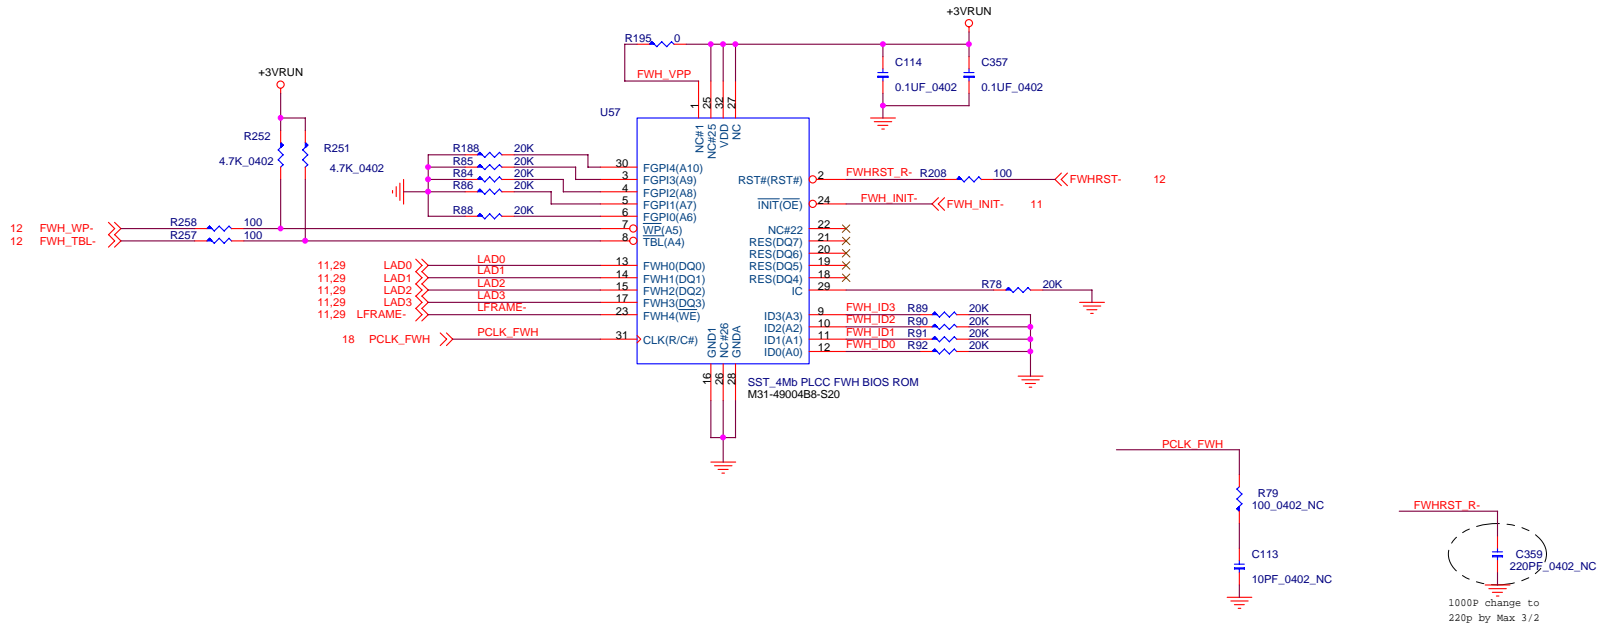 +3VRUN
R195 0
FWH_VPP
C114
0.1UF_0402
C357
0.1UF_0402
+3VRUN
R252
4.7K_0402
R251
4.7K_0402
U57
1
25
32
27
NC#1
NC#25
VDD
NC
R188 20K
R85 20K
R84 20K
R86 20K
R88 20K
30 FGPI4(A10)
3 FGPI3(A9)
4 FGPI2(A8)
5 FGPI1(A7)
6 FGPI0(A6)
7 WP(A5)
8 TBL(A4)
12 FWH_WP- R258 100
12 FWH_TBL- R257 100
11,29 LAD0 LAD0 13 FWH0(DQ0)
11,29 LAD1 LAD1 14 FWH1(DQ1)
11,29 LAD2 LAD2 15 FWH2(DQ2)
11,29 LAD3 LAD3 17 FWH3(DQ3)
11,29 LFRAME- LFRAME- 23 FWH4(WE)
18 PCLK_FWH PCLK_FWH 31 CLK(R/C#)
RST#(RST#) 2 FWHRST_R- R208 100 FWHRST- 12
INIT(OE) 24 FWH_INIT- FWH_INIT- 11
NC#22 22
RES(DQ7) 21
RES(DQ6) 20
RES(DQ5) 19
RES(DQ4) 18
IC 29 R78 20K
ID3(A3) 9 FWH_ID3 R89 20K
ID2(A2) 10 FWH_ID2 R90 20K
ID1(A1) 11 FWH_ID1 R91 20K
ID0(A0) 12 FWH_ID0 R92 20K
GND1
NC#26
GNDA
16
26
28
SST_4Mb PLCC FWH BIOS ROM
M31-49004B8-S20
PCLK_FWH
R79
100_0402_NC
C113
10PF_0402_NC
FWHRST_R-
C359
220PF_0402_NC
1000P change to
220p by Max 3/2